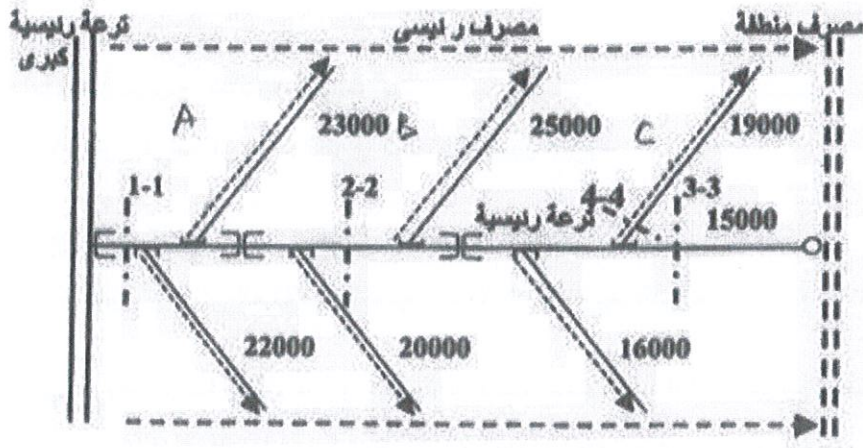 ترعة رئيسية
كبرى
مصرف رئيسى
مصرف منطقة
A
23000
B
25000
C
19000
1-1
2-2
4-4
3-3
ترعة رئيسية
15000
22000
20000
16000